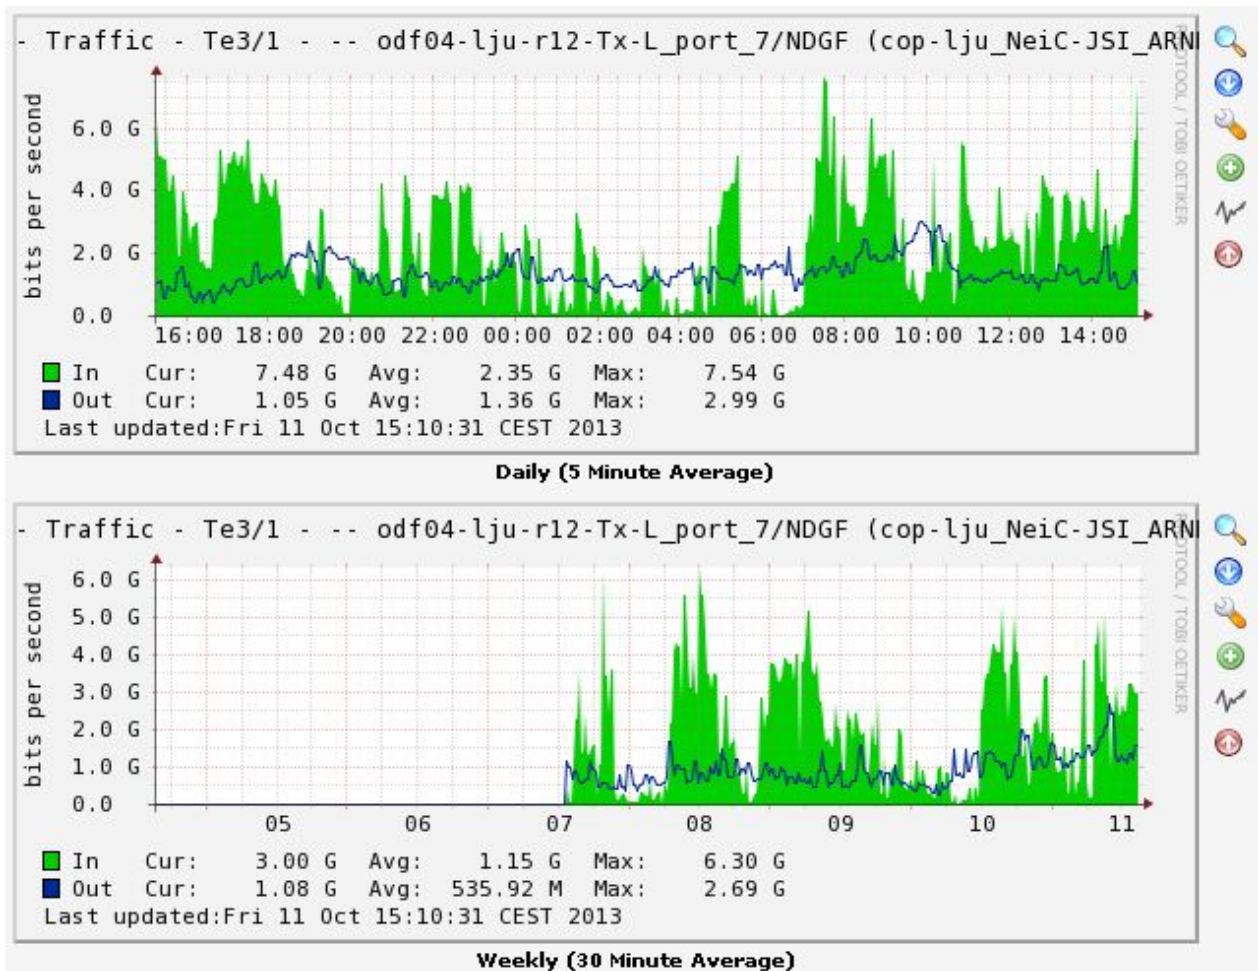 - Traffic - Te3/1 - -- odf04-lju-r12-Tx-L_port_7/NDGF (cop-lju_NeiC-JSI_ARN
bits per second
6.0 G
4.0 G
2.0 G
0.0
16:00 18:00 20:00 22:00 00:00 02:00 04:00 06:00 08:00 10:00 12:00 14:00
In Cur: 7.48 G Avg: 2.35 G Max: 7.54 G
Out Cur: 1.05 G Avg: 1.36 G Max: 2.99 G
Last updated:Fri 11 Oct 15:10:31 CEST 2013
TOOL / TOBI OETIKER
Daily (5 Minute Average)
- Traffic - Te3/1 - -- odf04-lju-r12-Tx-L_port_7/NDGF (cop-lju_NeiC-JSI_ARN
bits per second
6.0 G
5.0 G
4.0 G
3.0 G
2.0 G
1.0 G
0.0
05 06 07 08 09 10 11
In Cur: 3.00 G Avg: 1.15 G Max: 6.30 G
Out Cur: 1.08 G Avg: 535.92 M Max: 2.69 G
Last updated:Fri 11 Oct 15:10:31 CEST 2013
TOOL / TOBI OETIKER
Weekly (30 Minute Average)